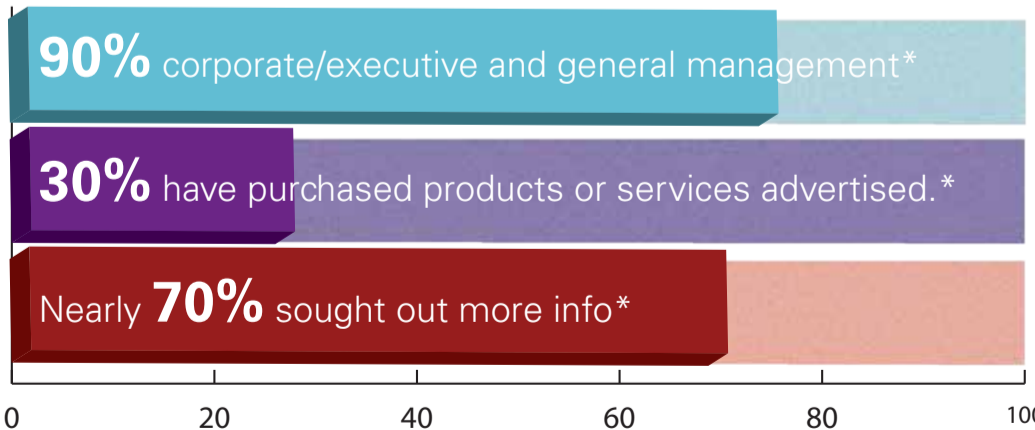 90% corporate/executive and general management*
30% have purchased products or services advertised.*
Nearly 70% sought out more info*
0 20 40 60 80 100